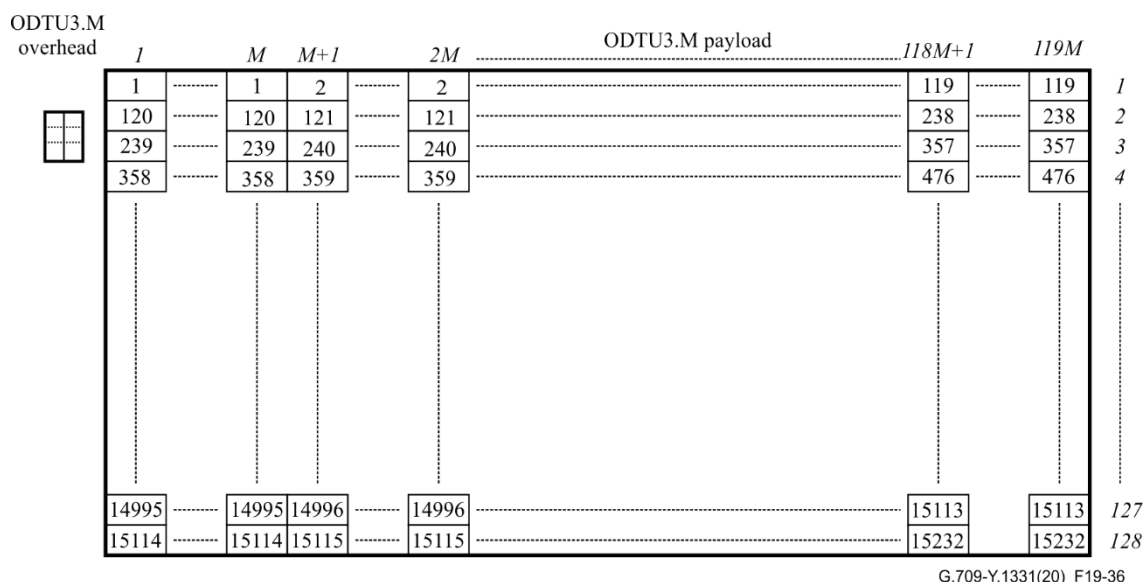 ODTU3.M
overhead
ODTU3.M payload
1 M M+1 2M 118M+1 119M
1 1 2 2 119 119 1
120 120 121 121 238 238 2
239 239 240 240 357 357 3
358 358 359 359 476 476 4
14995 14995 14996 14996 15113 15113 127
15114 15114 15115 15115 15232 15232 128
G.709-Y.1331(20)_F19-36